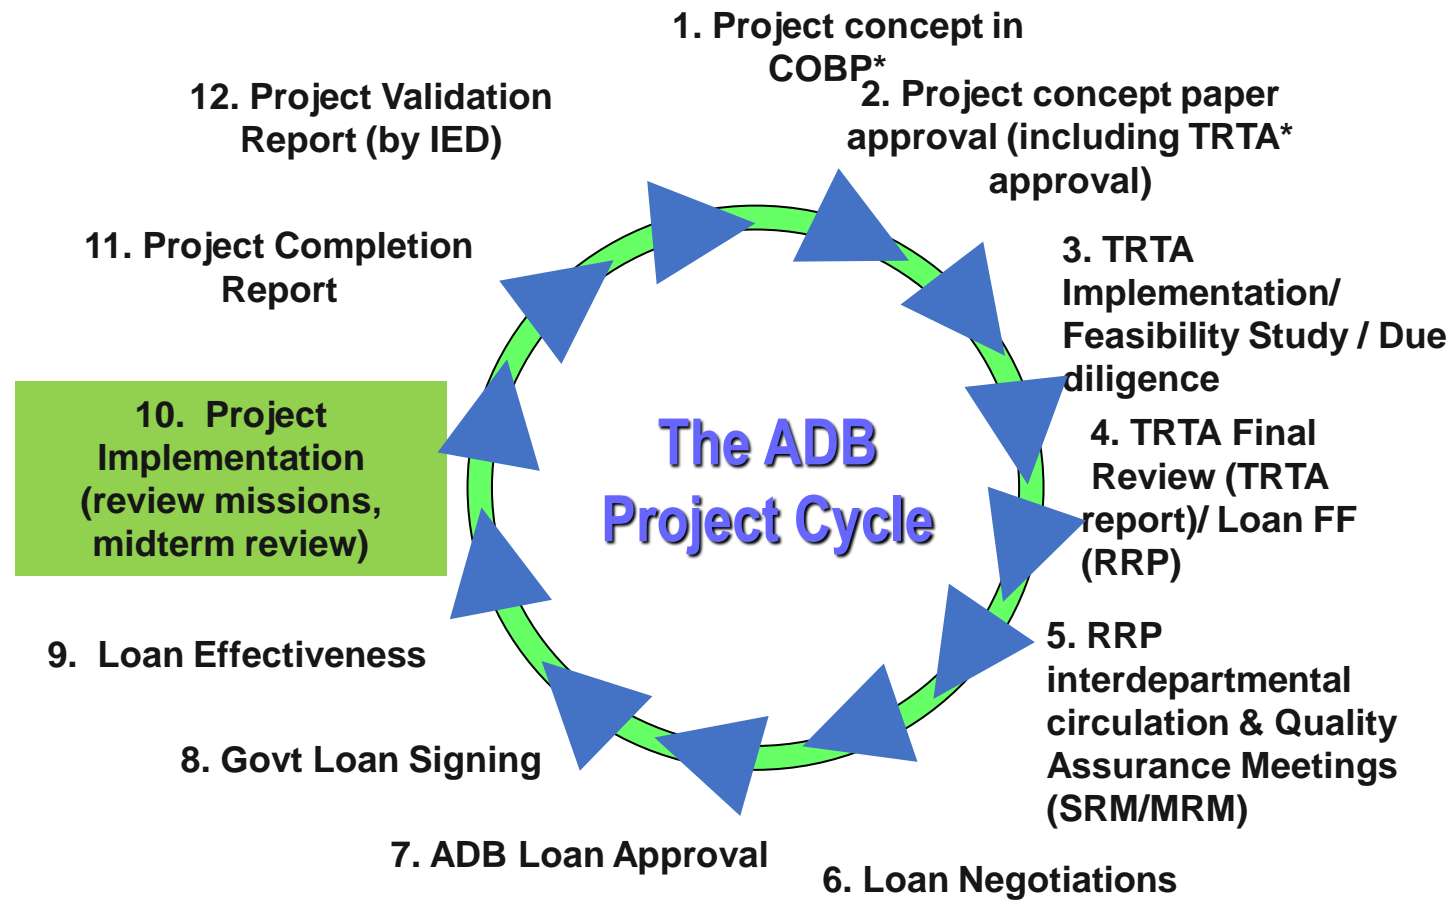 1. Project concept in
COBP*
2. Project concept paper
approval (including TRTA*
approval)
3. TRTA
Implementation/
Feasibility Study / Due
diligence
4. TRTA Final
Review (TRTA
report)/ Loan FF
(RRP)
5. RRP
interdepartmental
circulation & Quality
Assurance Meetings
(SRM/MRM)
6. Loan Negotiations
7. ADB Loan Approval
8. Govt Loan Signing
9. Loan Effectiveness
10. Project
Implementation
(review missions,
midterm review)
11. Project Completion
Report
12. Project Validation
Report (by IED)
The ADB
Project Cycle